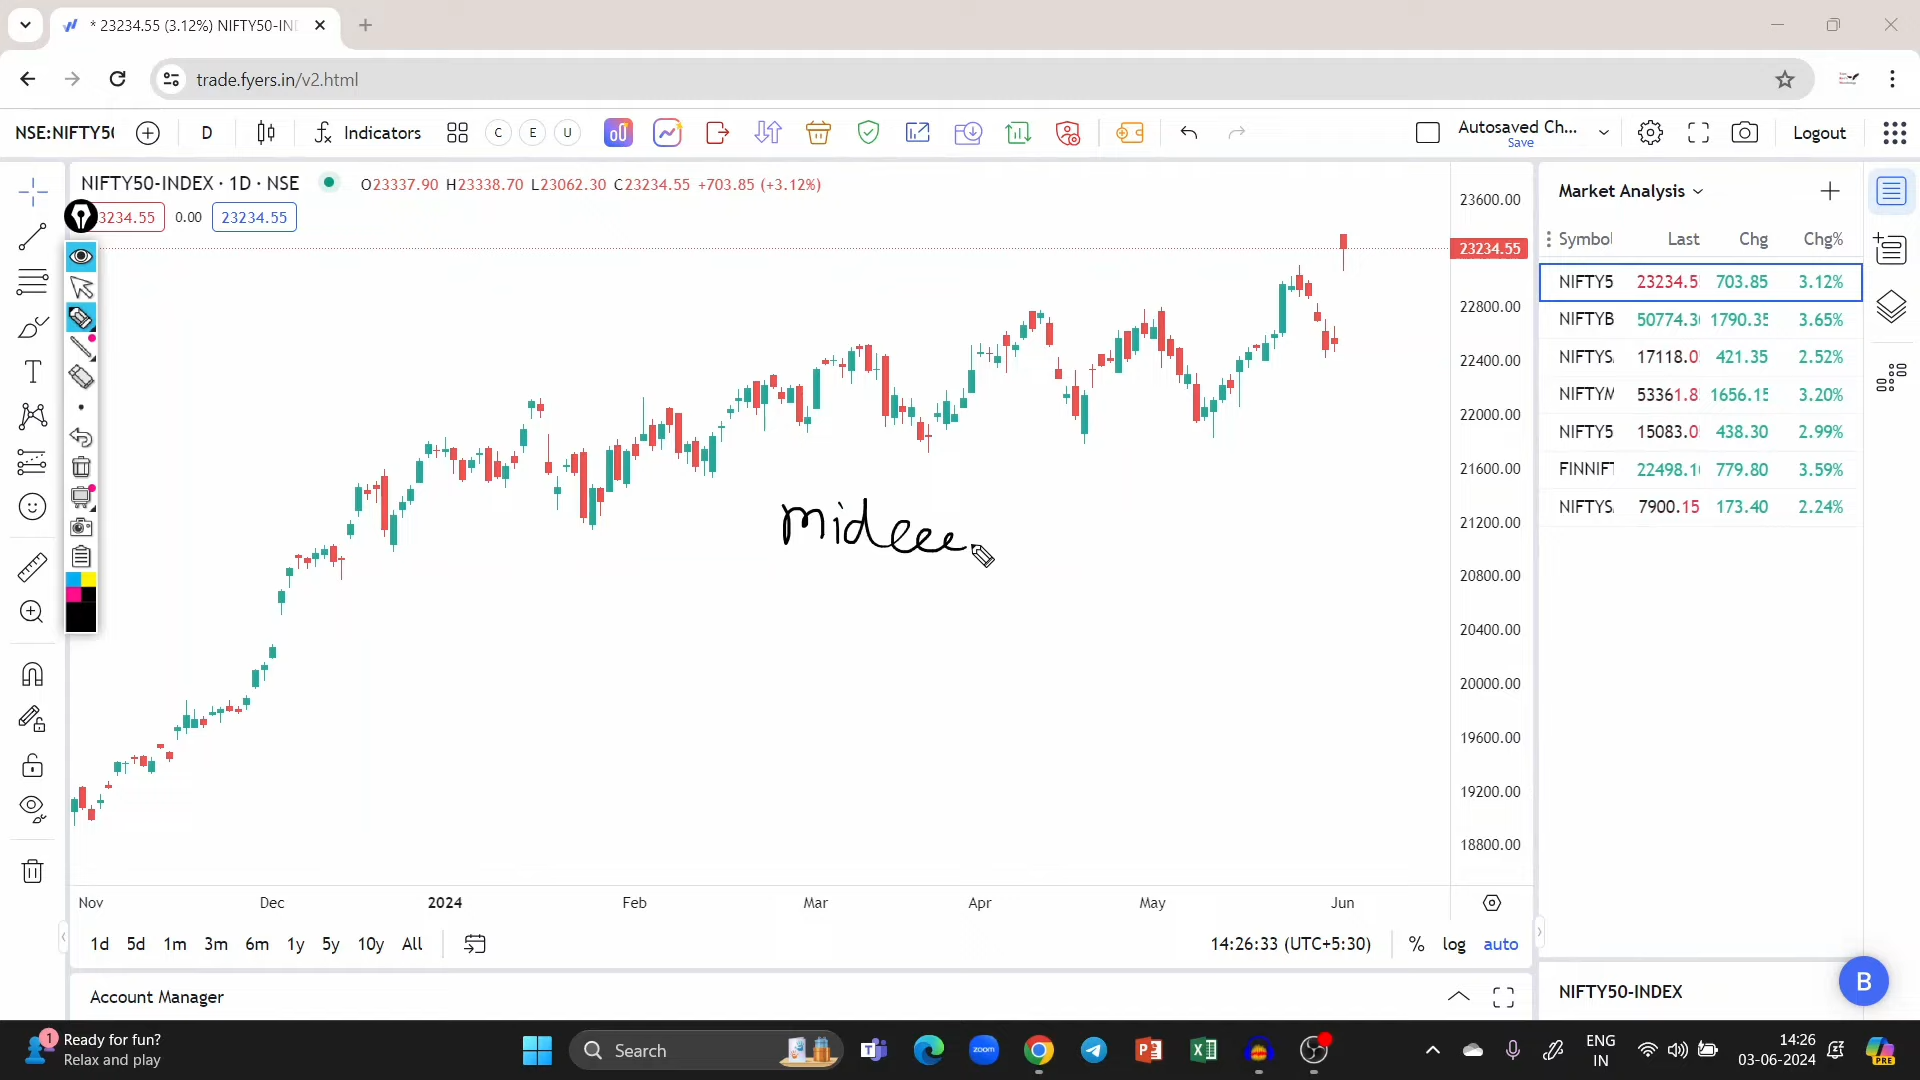 * 23234.55 (3.12%) NIFTY50-IN
trade.fyers.in/v2.html
NSE:NIFTY50 D Indicators C E U Autosaved Ch... Save Logout
NIFTY50-INDEX · 1D · NSE O23337.90 H23338.70 L23062.30 C23234.55 +703.85 (+3.12%)
3234.55 0.00 23234.55
23600.00
23234.55
22800.00
22400.00
22000.00
21600.00
21200.00
20800.00
20400.00
20000.00
19600.00
19200.00
18800.00
Nov Dec 2024 Feb Mar Apr May Jun
1d 5d 1m 3m 6m 1y 5y 10y All 14:26:33 (UTC+5:30) % log auto
Account Manager
Market Analysis
Symbol Last Chg Chg%
NIFTY5 23234.5 703.85 3.12%
NIFTYB 50774.3 1790.35 3.65%
NIFTYS 17118.0 421.35 2.52%
NIFTYM 53361.8 1656.15 3.20%
NIFTY5 15083.0 438.30 2.99%
FINNIFT 22498.1 779.80 3.59%
NIFTYS 7900.15 173.40 2.24%
NIFTY50-INDEX
B
1 Ready for fun?
Relax and play
Search
zoom
ENG
IN
14:26
03-06-2024
PRE